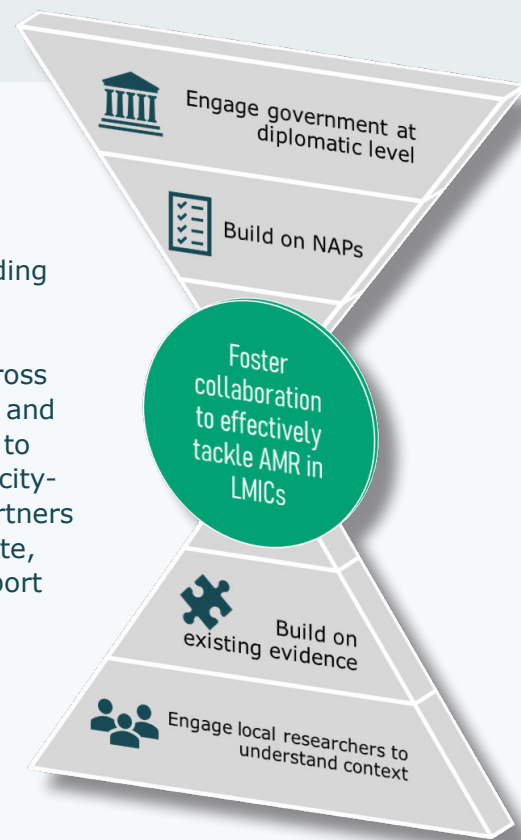 Engage government at
diplomatic level
Build on NAPs
ding
ross
and
to
city-
rtners
te,
port
Foster
collaboration
to effectively
tackle AMR in
LMICs
Build on
existing evidence
Engage local researchers to
understand context